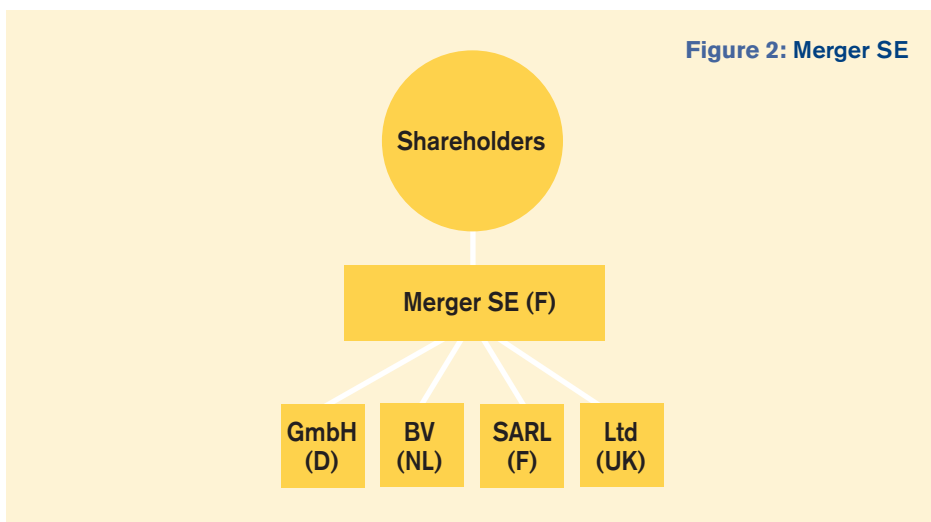 Figure 2: Merger SE
Shareholders
Merger SE (F)
GmbH
(D)
BV
(NL)
SARL
(F)
Ltd
(UK)